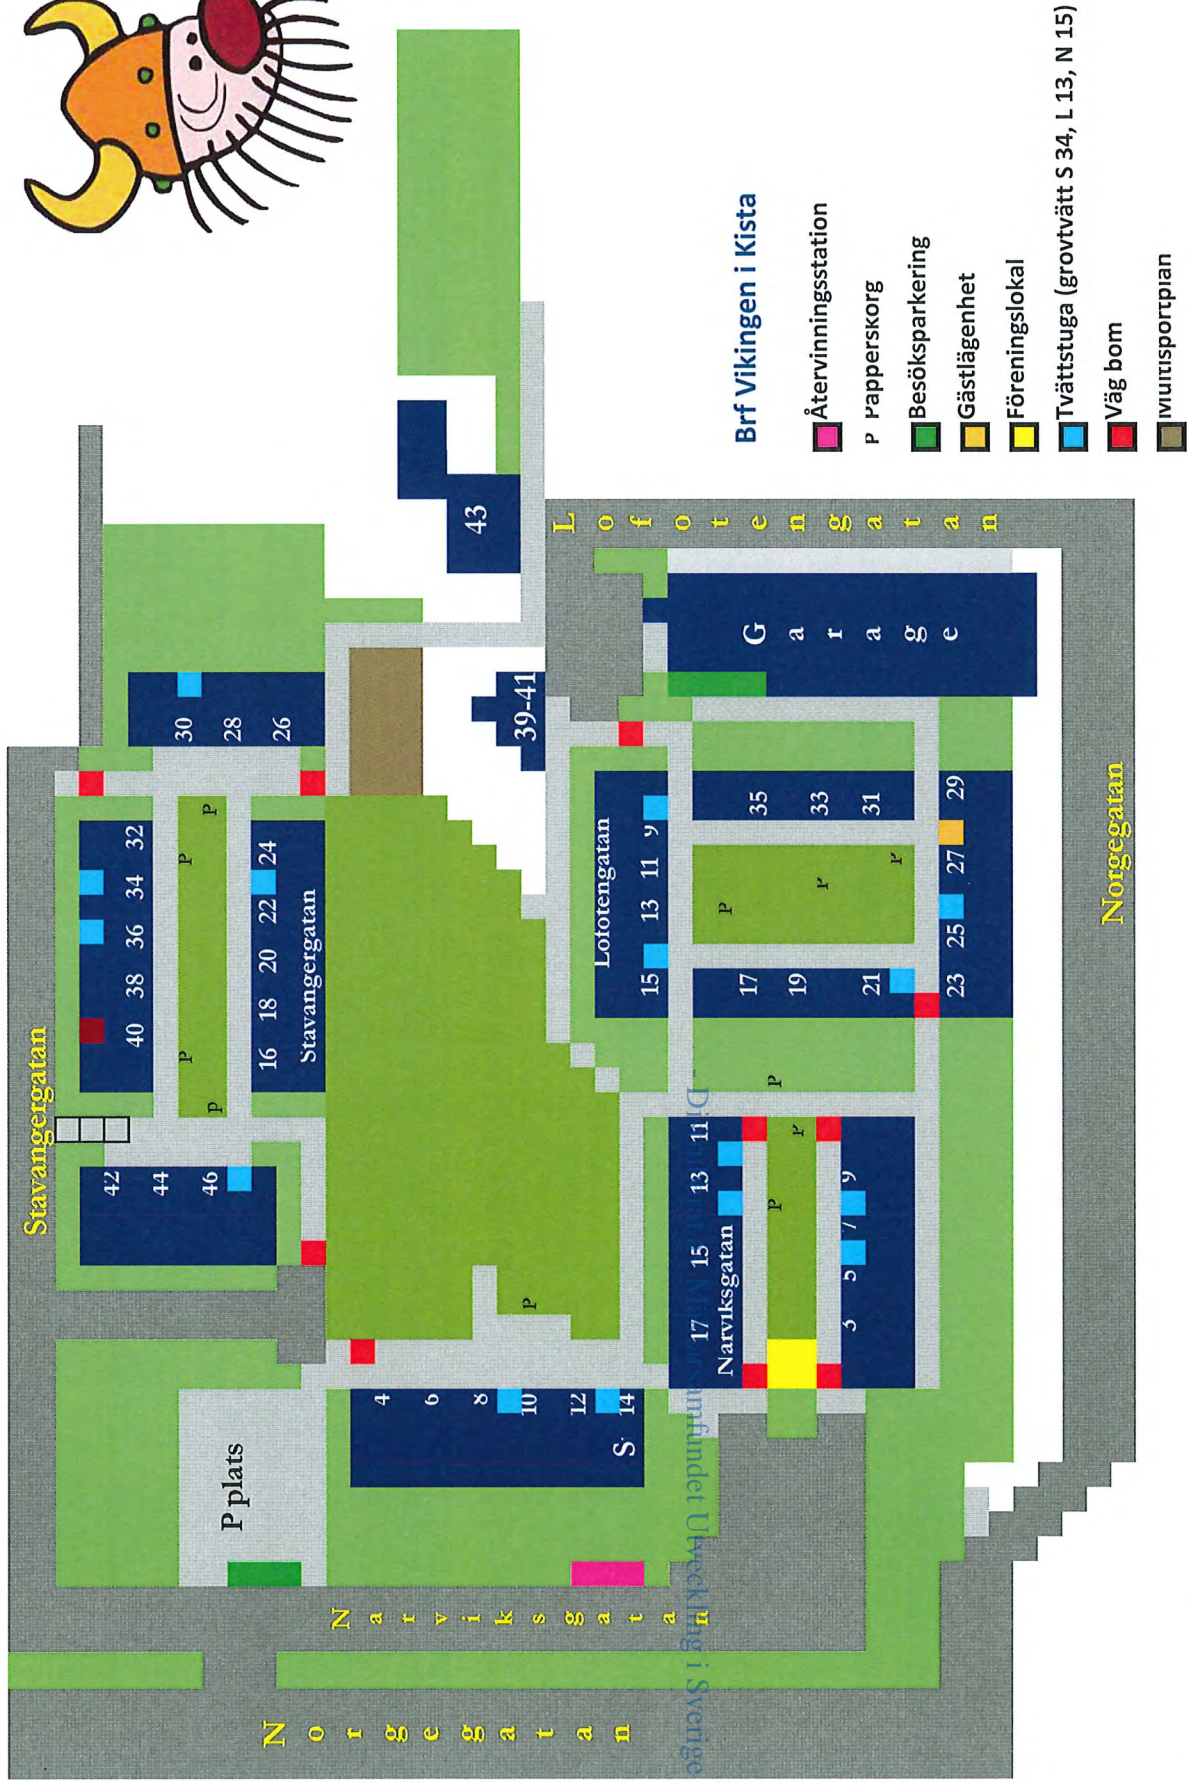 Stavangergatan
42
44
46
40 38 36 34 32
P P P P
16 18 20 22 24
Stavangergatan
30
28
26
43
39-41
P plats
4
6
8
10
12
14
S
P
Narviksgatan
Norgegatan
17 15 13 11
Narviksgatan
P P P
3 5 7 9
Lofotengatan
15 13 11 9
17
19
21
P P P
35
33
31
23 25 27 29
Garage
Lofotengatan
Norgegatan
Brf Vikingen i Kista
Återvinningsstation
P Papperskorg
Besöksparkering
Gästlägenhet
Föreningslokal
Tvättstuga (grovtvätt S 34, L 13, N 15)
Väg bom
Multisportplan
i Sverige